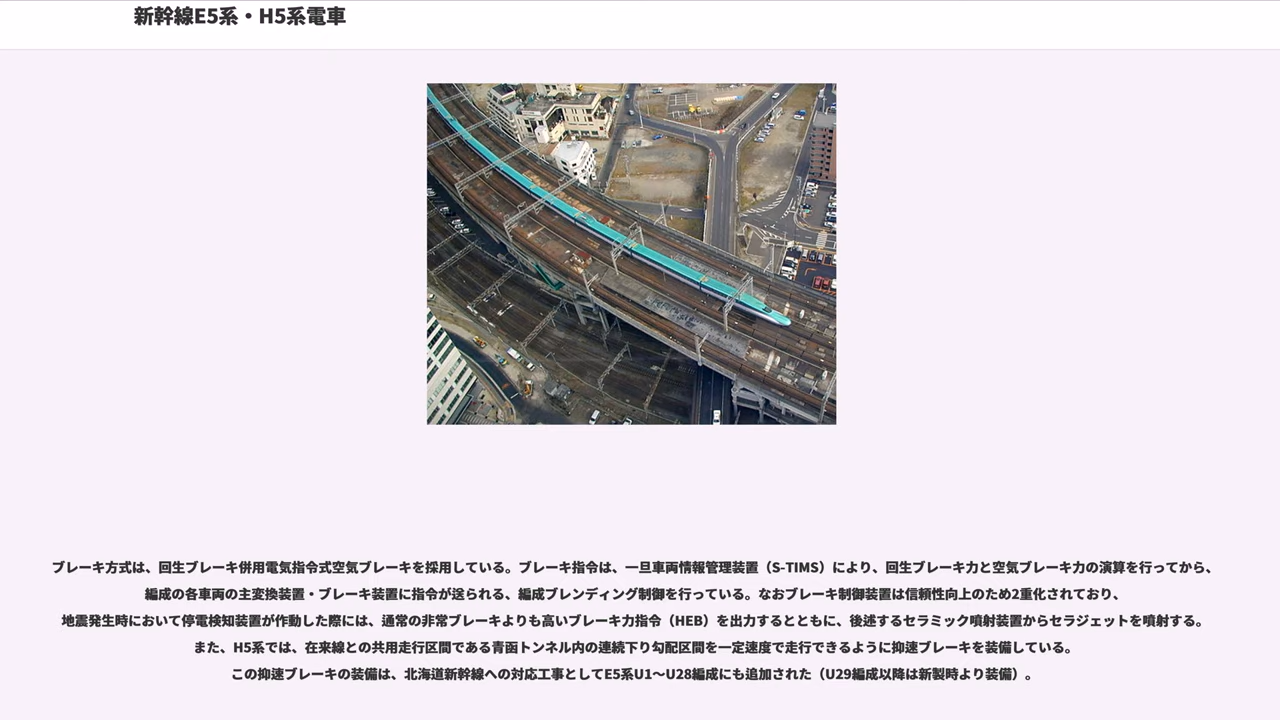 新幹線E5系・H5系電車
ブレーキ方式は、回生ブレーキ併用電気指令式空気ブレーキを採用している。ブレーキ指令は、一旦車両情報管理装置（S-TIMS）により、回生ブレーキ力と空気ブレーキ力の演算を行ってから、
編成の各車両の主変換装置・ブレーキ装置に指令が送られる、編成ブレンディング制御を行っている。なおブレーキ制御装置は信頼性向上のため2重化されており、
地震発生時において停電検知装置が作動した際には、通常の非常ブレーキよりも高いブレーキ力指令（HEB）を出力するとともに、後述するセラミック噴射装置からセラジェットを噴射する。
また、H5系では、在来線との共用走行区間である青函トンネル内の連続下り勾配区間を一定速度で走行できるように抑速ブレーキを装備している。
この抑速ブレーキの装備は、北海道新幹線への対応工事としてE5系U1〜U28編成にも追加された（U29編成以降は新製時より装備）。